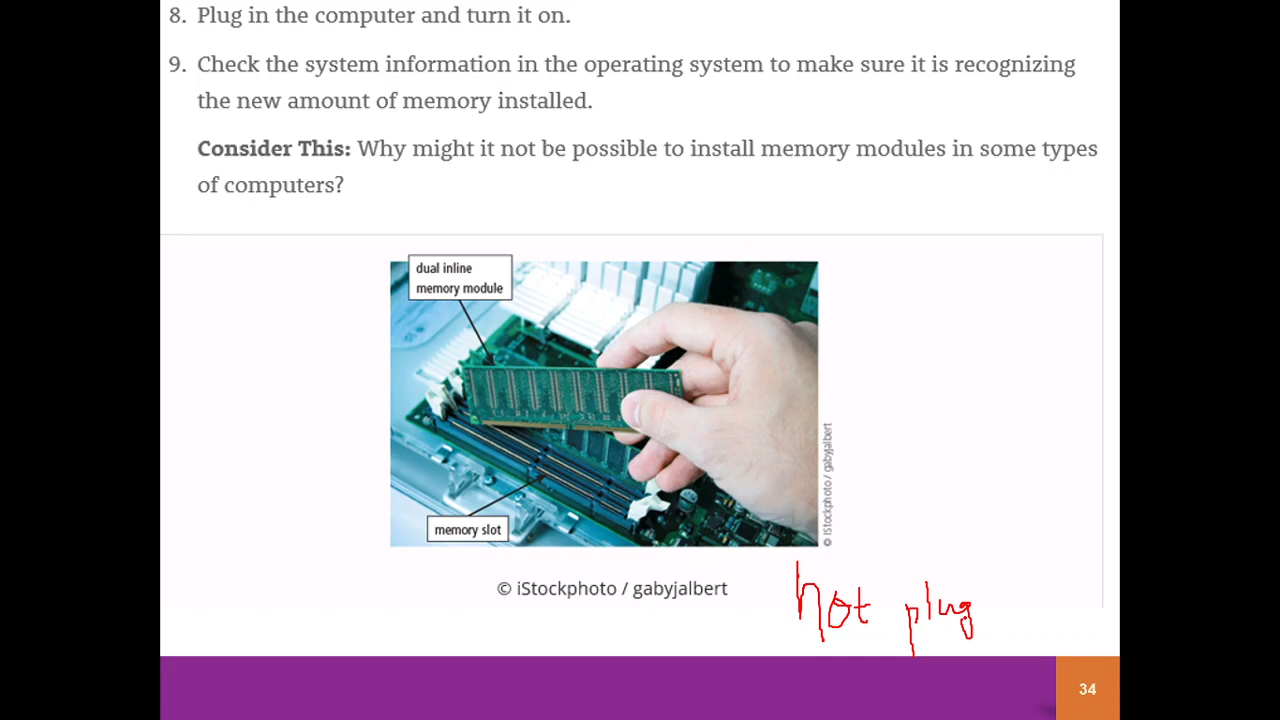 8. Plug in the computer and turn it on.
9. Check the system information in the operating system to make sure it is recognizing
the new amount of memory installed.
Consider This: Why might it not be possible to install memory modules in some types
of computers?
dual inline
memory module
memory slot
© iStockphoto / gabyjalbert
© iStockphoto / gabyjalbert
hot plug
34